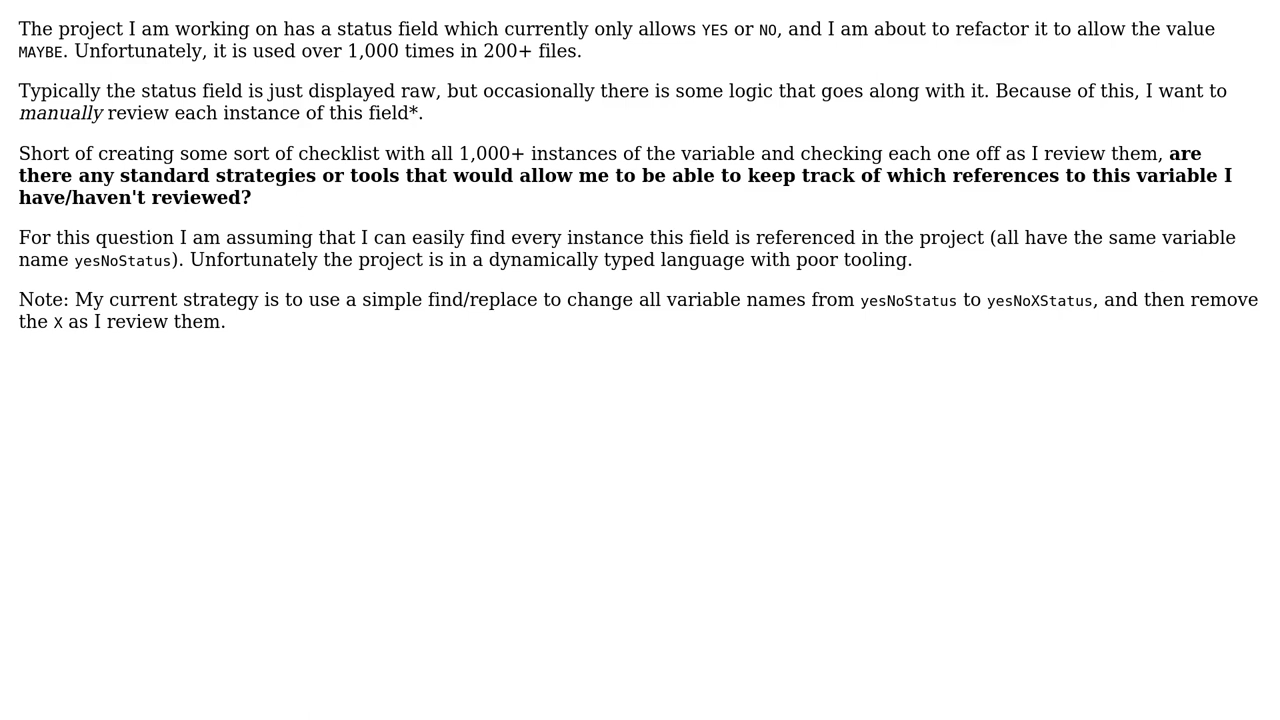 The project I am working on has a status field which currently only allows YES or NO, and I am about to refactor it to allow the value
MAYBE. Unfortunately, it is used over 1,000 times in 200+ files.
Typically the status field is just displayed raw, but occasionally there is some logic that goes along with it. Because of this, I want to
manually review each instance of this field*.
Short of creating some sort of checklist with all 1,000+ instances of the variable and checking each one off as I review them, are
there any standard strategies or tools that would allow me to be able to keep track of which references to this variable I
have/haven't reviewed?
For this question I am assuming that I can easily find every instance this field is referenced in the project (all have the same variable
name yesNoStatus). Unfortunately the project is in a dynamically typed language with poor tooling.
Note: My current strategy is to use a simple find/replace to change all variable names from yesNoStatus to yesNoXStatus, and then remove
the X as I review them.